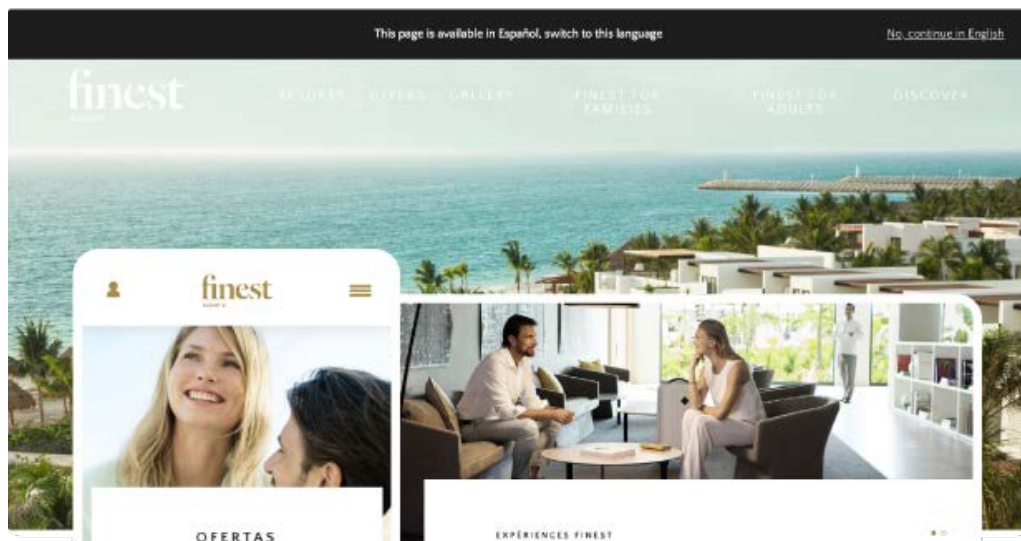 This page is available in Español, switch to this language
No, continue in English
finest
RESORTS OFFERS GALLERY
FINEST FOR
FAMILIES
FINEST FOR
ADULTS
DISCOVER
finest
OFERTAS
EXPÉRIENCES FINEST